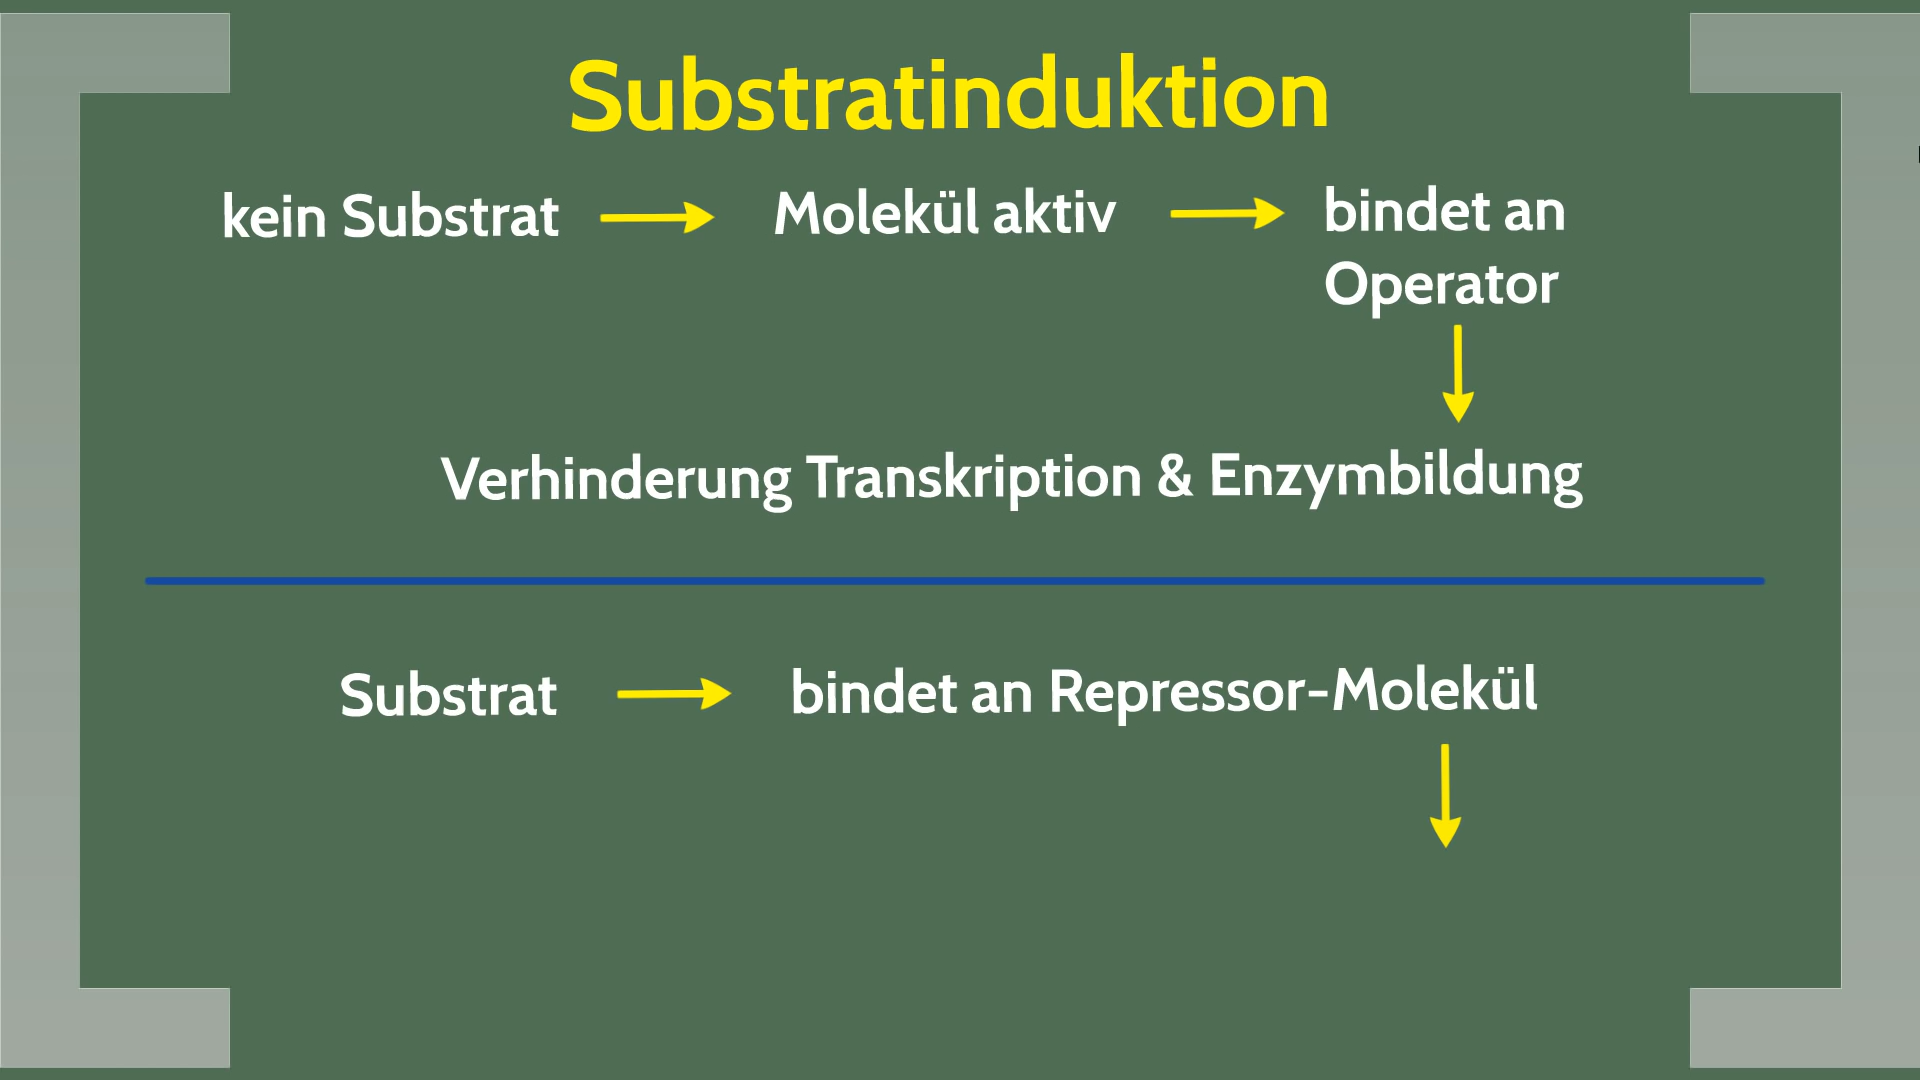 Substratinduktion
kein Substrat → Molekül aktiv → bindet an
Operator
Verhinderung Transkription & Enzymbildung
Substrat → bindet an Repressor-Molekül